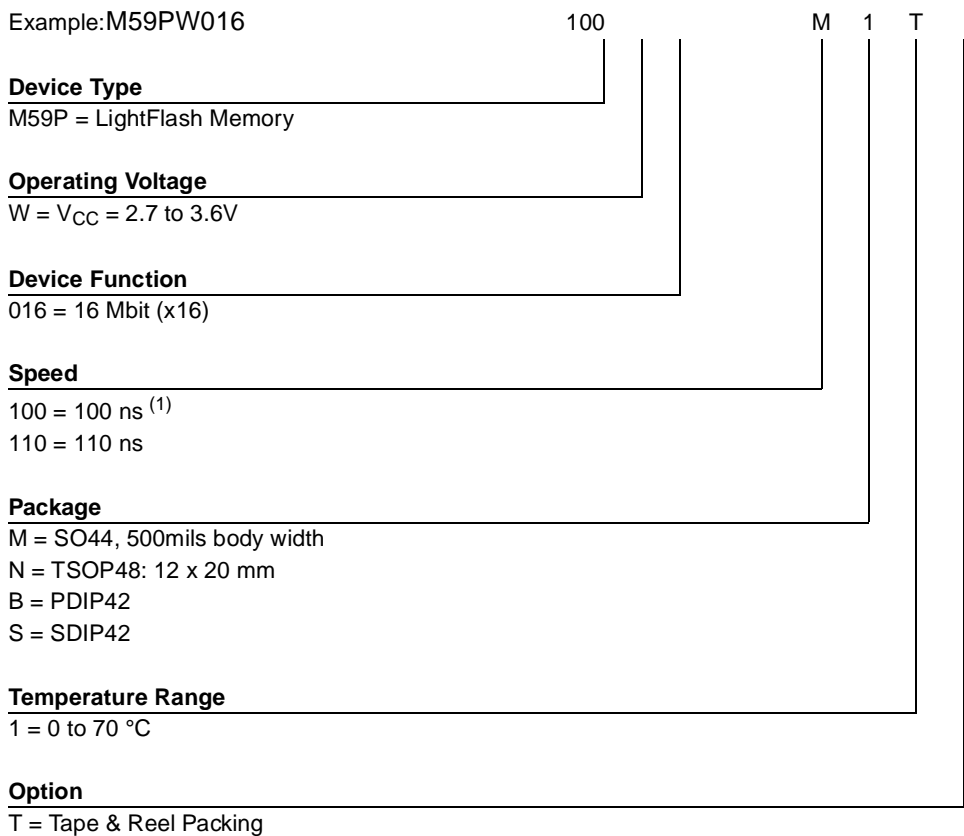 Example:M59PW016 100 M 1 T
Device Type
M59P = LightFlash Memory
Operating Voltage
W = VCC = 2.7 to 3.6V
Device Function
016 = 16 Mbit (x16)
Speed
100 = 100 ns (1)
110 = 110 ns
Package
M = SO44, 500mils body width
N = TSOP48: 12 x 20 mm
B = PDIP42
S = SDIP42
Temperature Range
1 = 0 to 70 °C
Option
T = Tape & Reel Packing